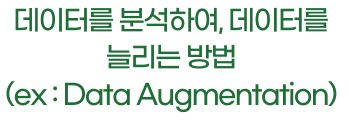 데이터를 분석하여, 데이터를
늘리는 방법
(ex : Data Augmentation)